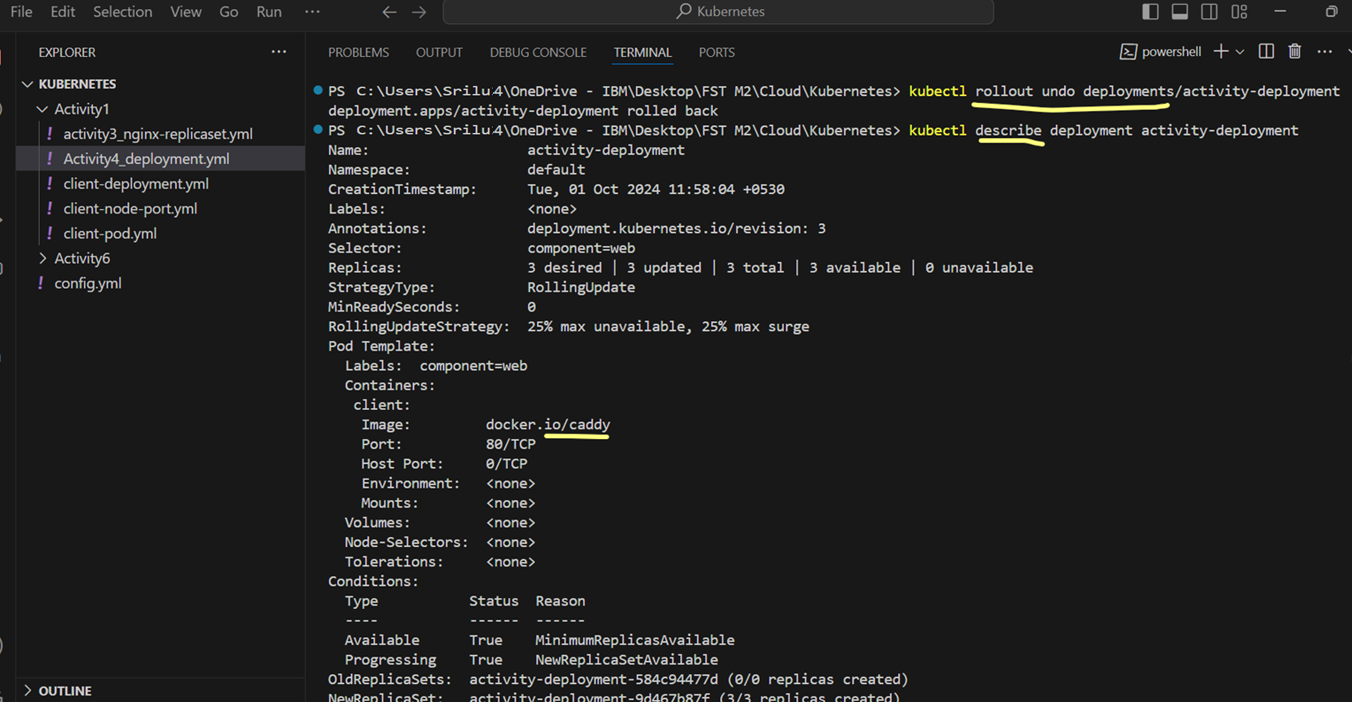 File Edit Selection View Go Run ··· Kubernetes
EXPLORER ···
KUBERNETES
Activity1
! activity3_nginx-replicaset.yml
! Activity4_deployment.yml
! client-deployment.yml
! client-node-port.yml
! client-pod.yml
Activity6
! config.yml
OUTLINE
PROBLEMS OUTPUT DEBUG CONSOLE TERMINAL PORTS powershell
PS C:\Users\Srilu4\OneDrive - IBM\Desktop\FST M2\Cloud\Kubernetes> kubectl rollout undo deployments/activity-deployment
deployment.apps/activity-deployment rolled back
PS C:\Users\Srilu4\OneDrive - IBM\Desktop\FST M2\Cloud\Kubernetes> kubectl describe deployment activity-deployment
Name: activity-deployment
Namespace: default
CreationTimestamp: Tue, 01 Oct 2024 11:58:04 +0530
Labels: <none>
Annotations: deployment.kubernetes.io/revision: 3
Selector: component=web
Replicas: 3 desired | 3 updated | 3 total | 3 available | 0 unavailable
StrategyType: RollingUpdate
MinReadySeconds: 0
RollingUpdateStrategy: 25% max unavailable, 25% max surge
Pod Template:
Labels: component=web
Containers:
client:
Image: docker.io/caddy
Port: 80/TCP
Host Port: 0/TCP
Environment: <none>
Mounts: <none>
Volumes: <none>
Node-Selectors: <none>
Tolerations: <none>
Conditions:
Type Status Reason
---- ------ ------
Available True MinimumReplicasAvailable
Progressing True NewReplicaSetAvailable
OldReplicaSets: activity-deployment-584c94477d (0/0 replicas created)
NewReplicaSet: activity-deployment-9d467b87f (3/3 replicas created)